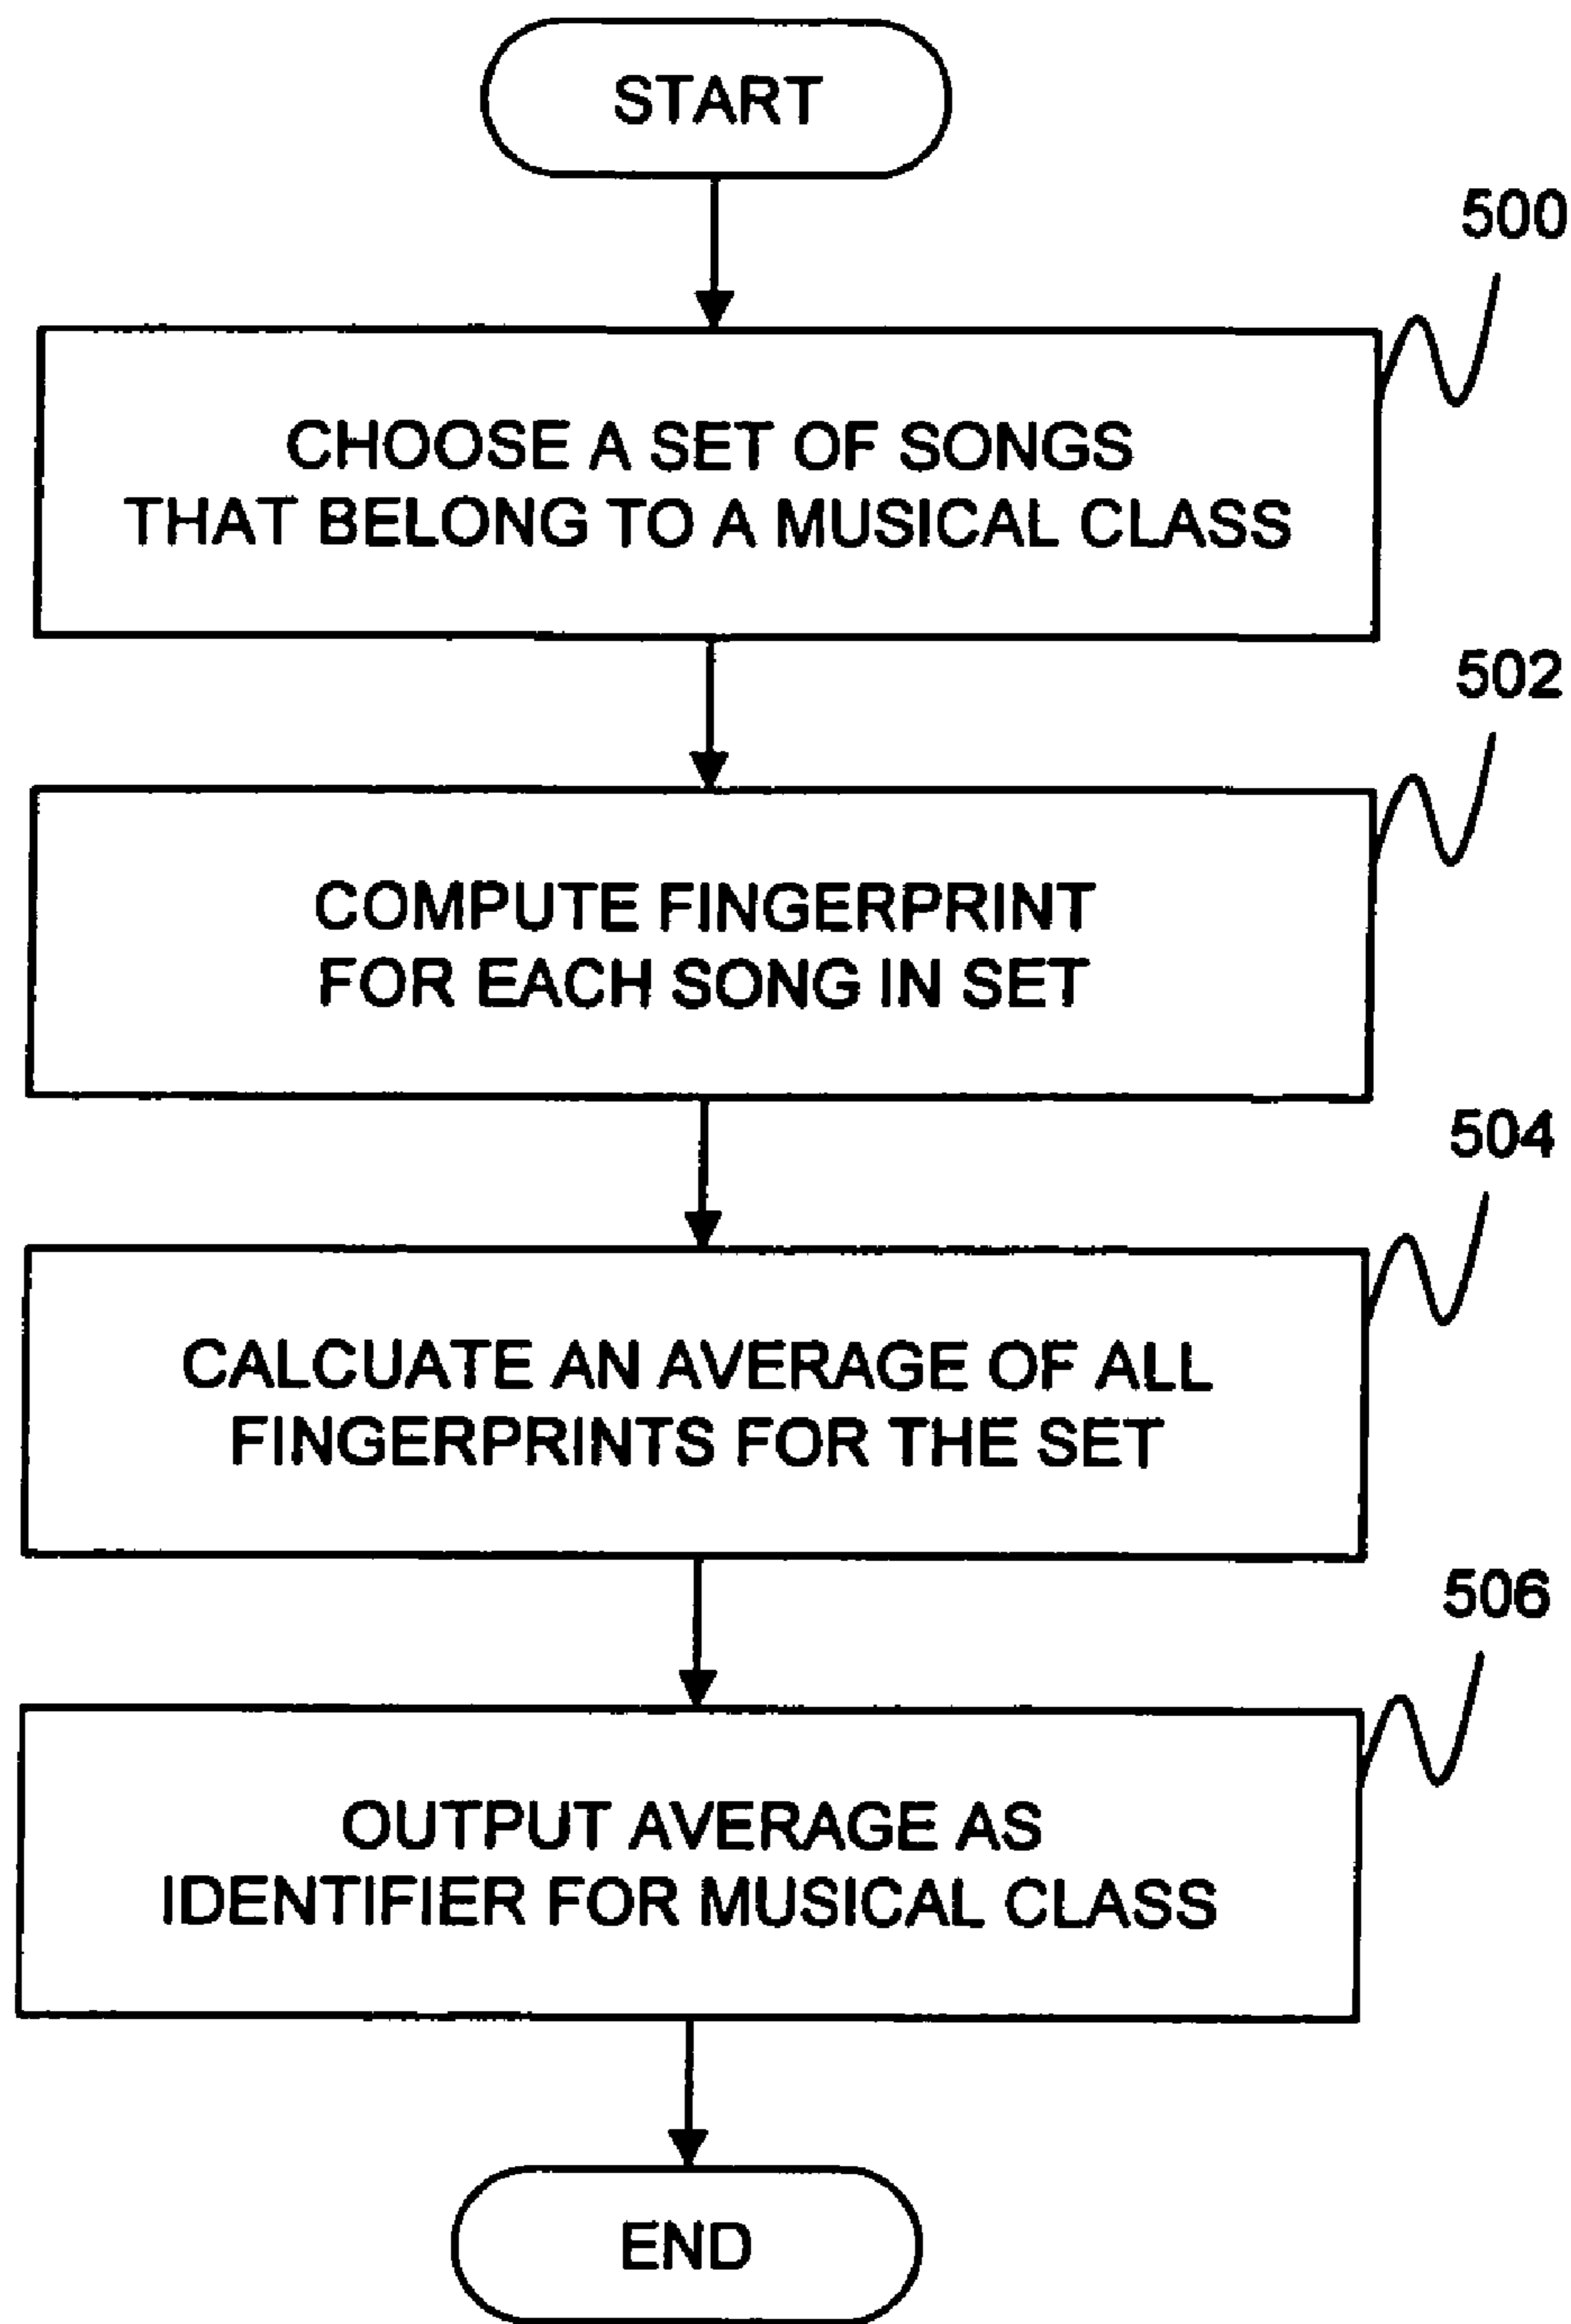 START
500
CHOOSE A SET OF SONGS
THAT BELONG TO A MUSICAL CLASS
502
COMPUTE FINGERPRINT
FOR EACH SONG IN SET
504
CALCUATE AN AVERAGE OF ALL
FINGERPRINTS FOR THE SET
506
OUTPUT AVERAGE AS
IDENTIFIER FOR MUSICAL CLASS
END